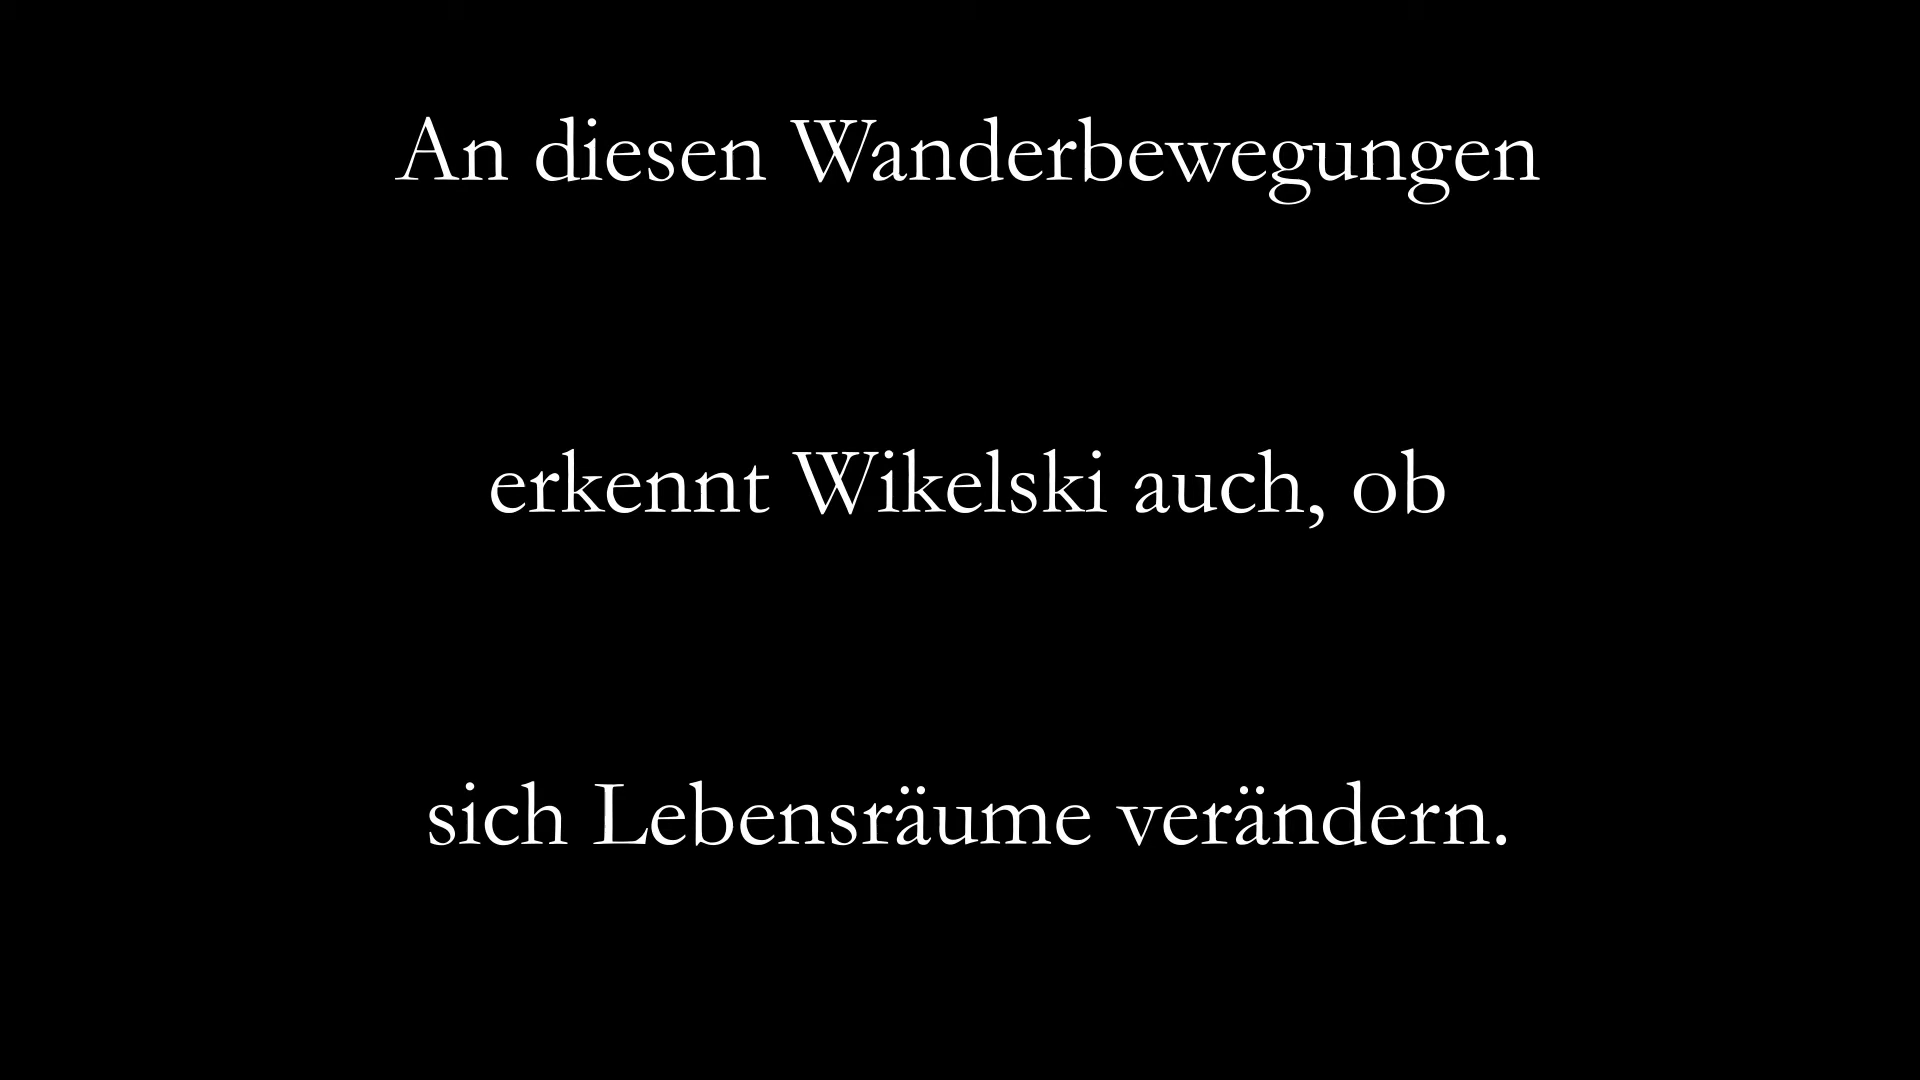 An diesen Wanderbewegungen
erkennt Wikelski auch, ob
sich Lebensräume verändern.